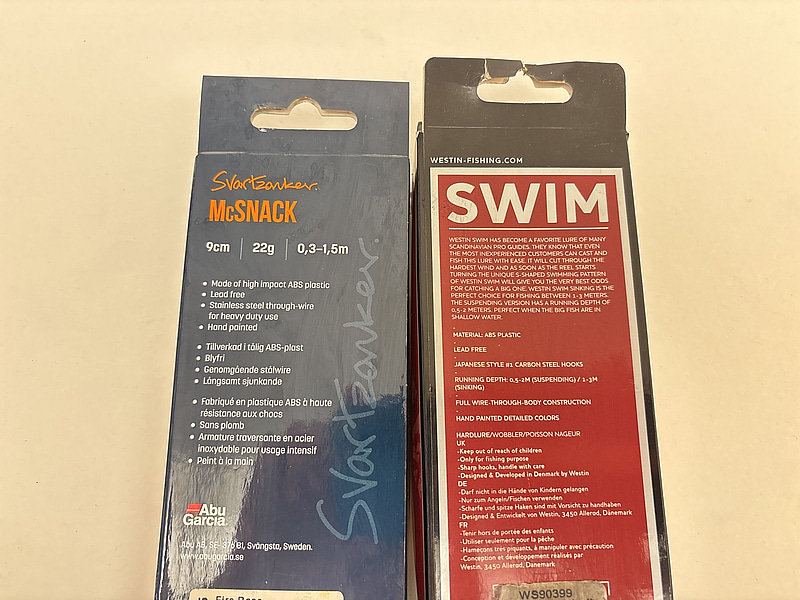 Svartzonker.
McSNACK
9cm | 22g | 0,3–1,5m
• Made of high impact ABS plastic
• Lead free
• Stainless steel through-wire
for heavy duty use
• Hand painted
• Tillverkad i tålig ABS-plast
• Blyfri
• Genomgående stålwire
• Långsamt sjunkande
• Fabriqué en plastique ABS à haute
résistance aux chocs
• Sans plomb
• Armature traversante en acier
inoxydable pour usage intensif
• Peint à la main
Svartzonker.
Abu
Garcia
Abu AB, SE-376 81, Svängsta, Sweden.
www.abugarcia.se
WESTIN-FISHING.COM
SWIM
WESTIN SWIM HAS BECOME A FAVORITE LURE OF MANY
SCANDINAVIAN PRO GUIDES. THEY KNOW THAT EVEN
THE MOST INEXPERIENCED CUSTOMERS CAN CAST AND
FISH THIS LURE WITH EASE. IT WILL CUT THROUGH THE
HARDEST WIND AND AS SOON AS THE REEL STARTS
TURNING THE UNIQUE S-SHAPED SWIMMING PATTERN
OF WESTIN SWIM WILL GIVE YOU THE VERY BEST ODDS
FOR CATCHING A BIG ONE. WESTIN SWIM SINKING IS THE
PERFECT CHOICE FOR FISHING BETWEEN 1-3 METERS.
THE SUSPENDING VERSION HAS A RUNNING DEPTH OF
0,5-2 METERS. PERFECT WHEN THE BIG FISH ARE IN
SHALLOW WATER.
MATERIAL: ABS PLASTIC
LEAD FREE
JAPANESE STYLE #1 CARBON STEEL HOOKS
RUNNING DEPTH: 0,5-2M (SUSPENDING) / 1-3M
(SINKING)
FULL WIRE-THROUGH-BODY CONSTRUCTION
HAND PAINTED DETAILED COLORS
HARDLURE/WOBBLER/POISSON NAGEUR
UK
-Keep out of reach of children
-Only for fishing purpose
-Sharp hooks, handle with care
-Designed & Developed in Denmark by Westin
DE
-Darf nicht in die Hände von Kindern gelangen
-Nur zum Angeln/Fischen verwenden
-Scharfe und spitze Haken sind mit Vorsicht zu handhaben
-Designed & Entwickelt von Westin, 3450 Allerød, Dänemark
FR
-Tenir hors de portée des enfants
-Utiliser seulement pour la pêche
-Hameçons tres piquants, à manipuler avec précaution
-Conception et développement réalisés par
Westin, 3450 Allerød, Danemark.
WS90399